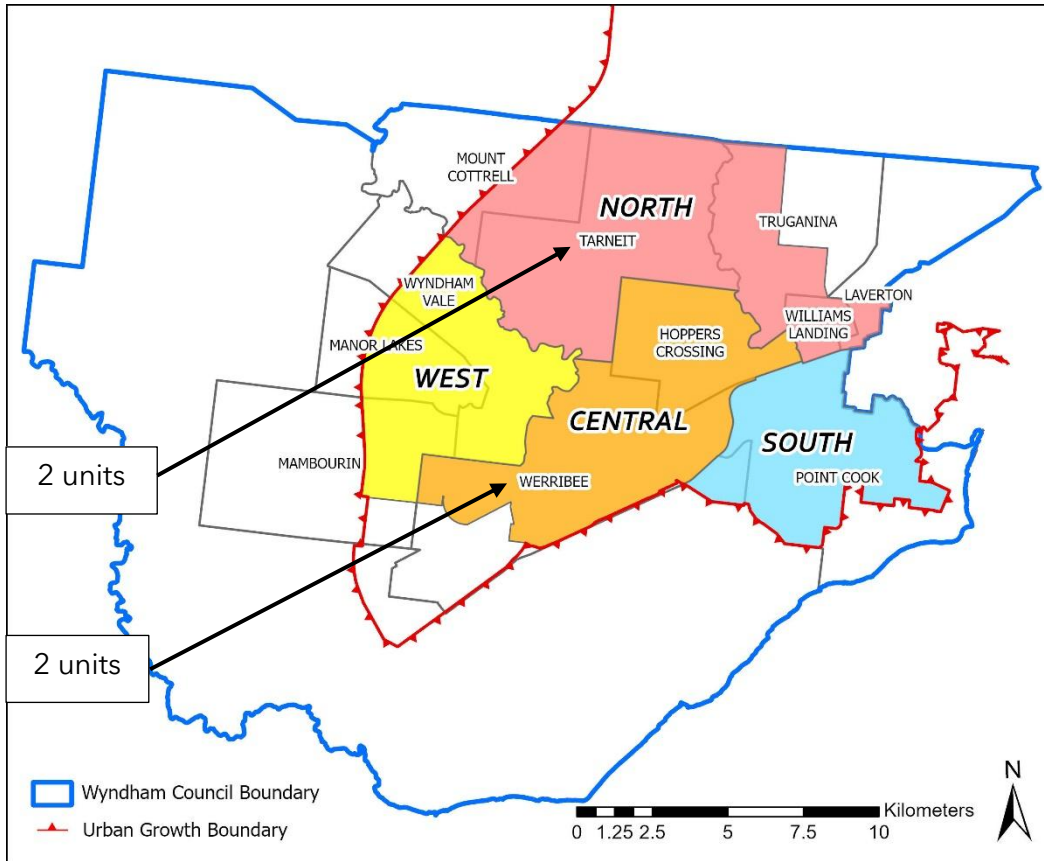 MOUNT
COTTRELL
NORTH
TRUGANINA
TARNEIT
WYNDHAM
VALE
LAVERTON
WILLIAMS
LANDING
HOPPERS
CROSSING
MANOR LAKES
WEST
CENTRAL
SOUTH
MAMBOURIN
2 units
WERRIBEE
POINT COOK
2 units
Wyndham Council Boundary
Urban Growth Boundary
Kilometers
0 1.25 2.5 5 7.5 10
N